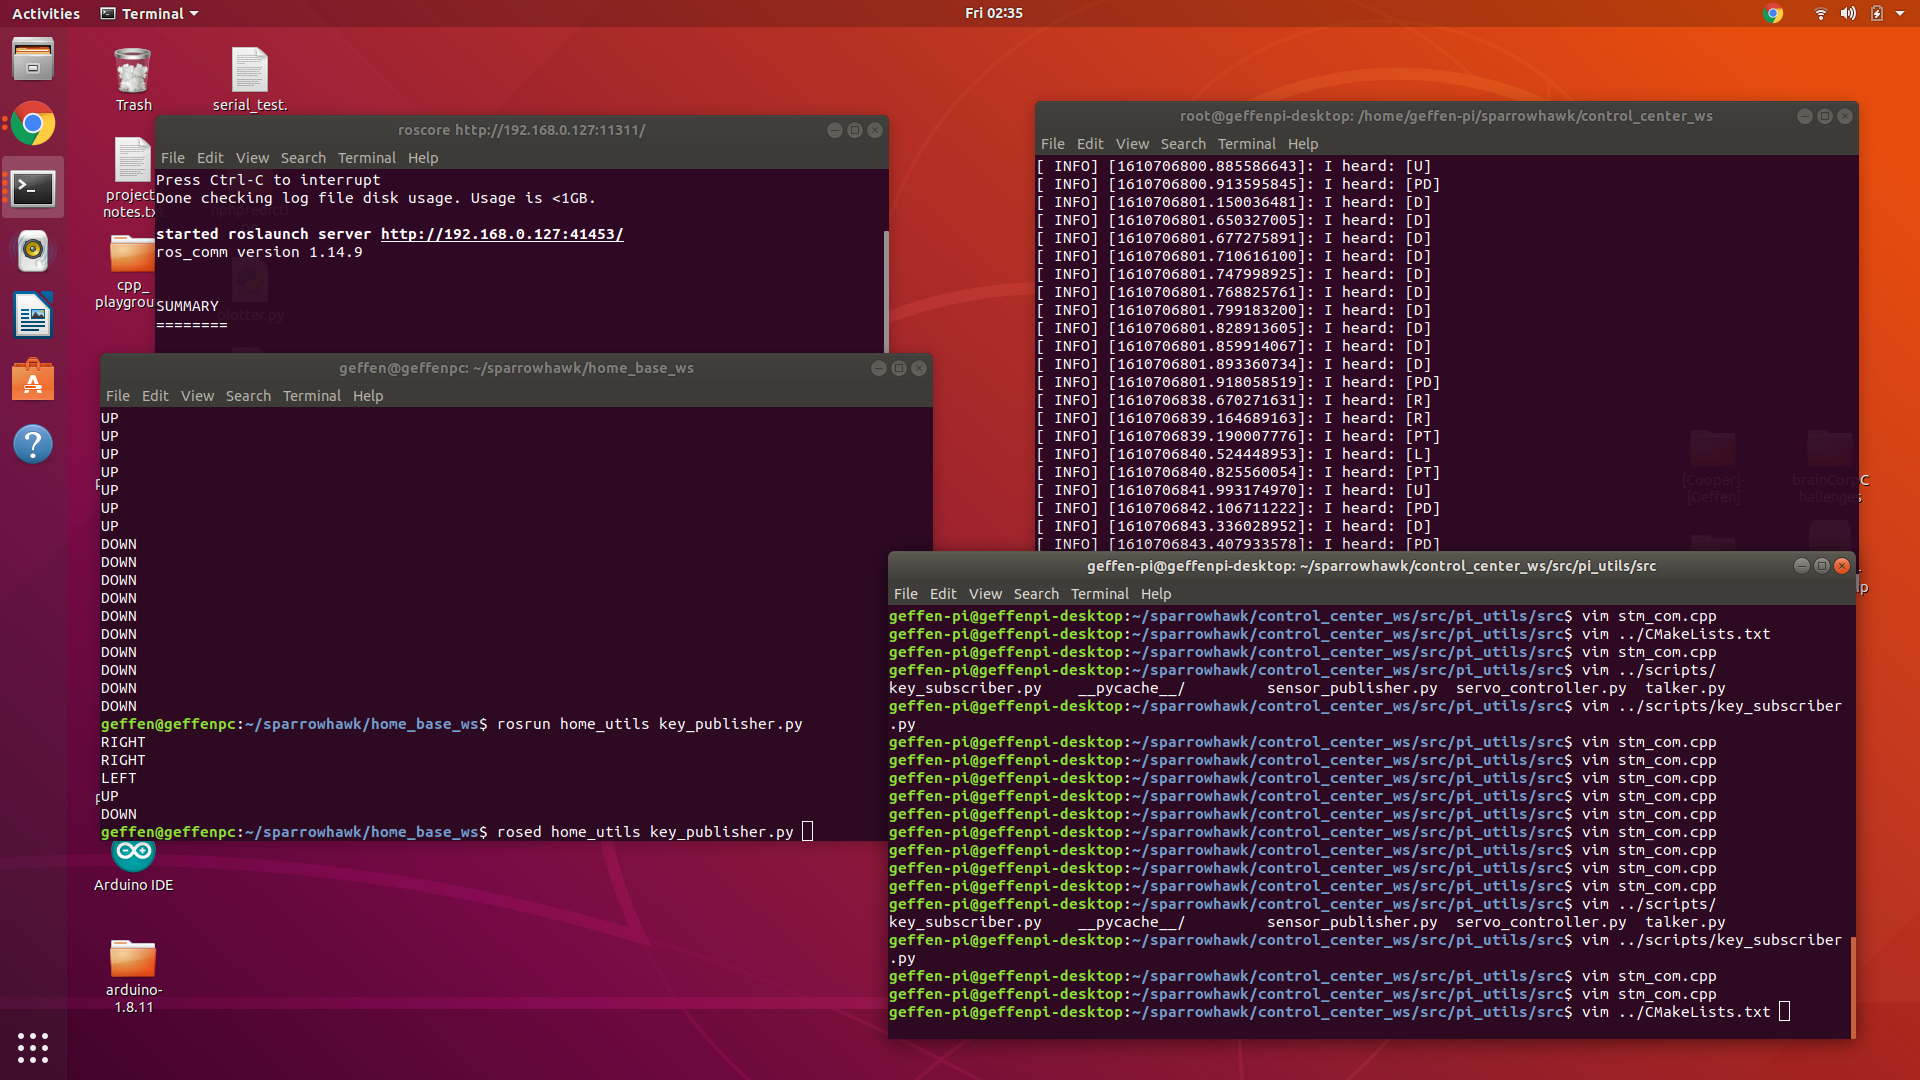 Activities
Terminal
Fri 02:35
Trash
serial_test.
project
notes.tx
cpp_
playgrou
plotter.py
roscore http://192.168.0.127:11311/
File Edit View Search Terminal Help
Press Ctrl-C to interrupt
Done checking log file disk usage. Usage is <1GB.
started roslaunch server http://192.168.0.127:41453/
ros_comm version 1.14.9
SUMMARY
========
root@geffenpi-desktop: /home/geffen-pi/sparrowhawk/control_center_ws
File Edit View Search Terminal Help
[ INFO] [1610706800.885586643]: I heard: [U]
[ INFO] [1610706800.913595845]: I heard: [PD]
[ INFO] [1610706801.150036481]: I heard: [D]
[ INFO] [1610706801.650327005]: I heard: [D]
[ INFO] [1610706801.677275891]: I heard: [D]
[ INFO] [1610706801.710616100]: I heard: [D]
[ INFO] [1610706801.747998925]: I heard: [D]
[ INFO] [1610706801.768825761]: I heard: [D]
[ INFO] [1610706801.799183200]: I heard: [D]
[ INFO] [1610706801.828913605]: I heard: [D]
[ INFO] [1610706801.859914067]: I heard: [D]
[ INFO] [1610706801.893360734]: I heard: [D]
[ INFO] [1610706801.918058519]: I heard: [PD]
[ INFO] [1610706838.670271631]: I heard: [R]
[ INFO] [1610706839.164689163]: I heard: [R]
[ INFO] [1610706839.190007776]: I heard: [PT]
[ INFO] [1610706840.524448953]: I heard: [L]
[ INFO] [1610706840.825560054]: I heard: [PT]
[ INFO] [1610706841.993174970]: I heard: [U]
[ INFO] [1610706842.106711222]: I heard: [PD]
[ INFO] [1610706843.336028952]: I heard: [D]
[ INFO] [1610706843.407933578]: I heard: [PD]
[Cooper]-
[Geffen]
brainCorpC
hallenges
geffen@geffenpc: ~/sparrowhawk/home_base_ws
File Edit View Search Terminal Help
UP
UP
UP
UP
UP
UP
UP
DOWN
DOWN
DOWN
DOWN
DOWN
DOWN
DOWN
DOWN
DOWN
DOWN
geffen@geffenpc:~/sparrowhawk/home_base_ws$ rosrun home_utils key_publisher.py
RIGHT
RIGHT
LEFT
UP
DOWN
geffen@geffenpc:~/sparrowhawk/home_base_ws$ rosed home_utils key_publisher.py
geffen-pi@geffenpi-desktop: ~/sparrowhawk/control_center_ws/src/pi_utils/src
File Edit View Search Terminal Help
geffen-pi@geffenpi-desktop:~/sparrowhawk/control_center_ws/src/pi_utils/src$ vim stm_com.cpp
geffen-pi@geffenpi-desktop:~/sparrowhawk/control_center_ws/src/pi_utils/src$ vim ../CMakeLists.txt
geffen-pi@geffenpi-desktop:~/sparrowhawk/control_center_ws/src/pi_utils/src$ vim stm_com.cpp
geffen-pi@geffenpi-desktop:~/sparrowhawk/control_center_ws/src/pi_utils/src$ vim ../scripts/
key_subscriber.py __pycache__/ sensor_publisher.py servo_controller.py talker.py
geffen-pi@geffenpi-desktop:~/sparrowhawk/control_center_ws/src/pi_utils/src$ vim ../scripts/key_subscriber
.py
geffen-pi@geffenpi-desktop:~/sparrowhawk/control_center_ws/src/pi_utils/src$ vim stm_com.cpp
geffen-pi@geffenpi-desktop:~/sparrowhawk/control_center_ws/src/pi_utils/src$ vim stm_com.cpp
geffen-pi@geffenpi-desktop:~/sparrowhawk/control_center_ws/src/pi_utils/src$ vim stm_com.cpp
geffen-pi@geffenpi-desktop:~/sparrowhawk/control_center_ws/src/pi_utils/src$ vim stm_com.cpp
geffen-pi@geffenpi-desktop:~/sparrowhawk/control_center_ws/src/pi_utils/src$ vim stm_com.cpp
geffen-pi@geffenpi-desktop:~/sparrowhawk/control_center_ws/src/pi_utils/src$ vim stm_com.cpp
geffen-pi@geffenpi-desktop:~/sparrowhawk/control_center_ws/src/pi_utils/src$ vim stm_com.cpp
geffen-pi@geffenpi-desktop:~/sparrowhawk/control_center_ws/src/pi_utils/src$ vim stm_com.cpp
geffen-pi@geffenpi-desktop:~/sparrowhawk/control_center_ws/src/pi_utils/src$ vim stm_com.cpp
geffen-pi@geffenpi-desktop:~/sparrowhawk/control_center_ws/src/pi_utils/src$ vim ../scripts/
key_subscriber.py __pycache__/ sensor_publisher.py servo_controller.py talker.py
geffen-pi@geffenpi-desktop:~/sparrowhawk/control_center_ws/src/pi_utils/src$ vim ../scripts/key_subscriber
.py
geffen-pi@geffenpi-desktop:~/sparrowhawk/control_center_ws/src/pi_utils/src$ vim stm_com.cpp
geffen-pi@geffenpi-desktop:~/sparrowhawk/control_center_ws/src/pi_utils/src$ vim stm_com.cpp
geffen-pi@geffenpi-desktop:~/sparrowhawk/control_center_ws/src/pi_utils/src$ vim ../CMakeLists.txt
Arduino IDE
arduino-
1.8.11